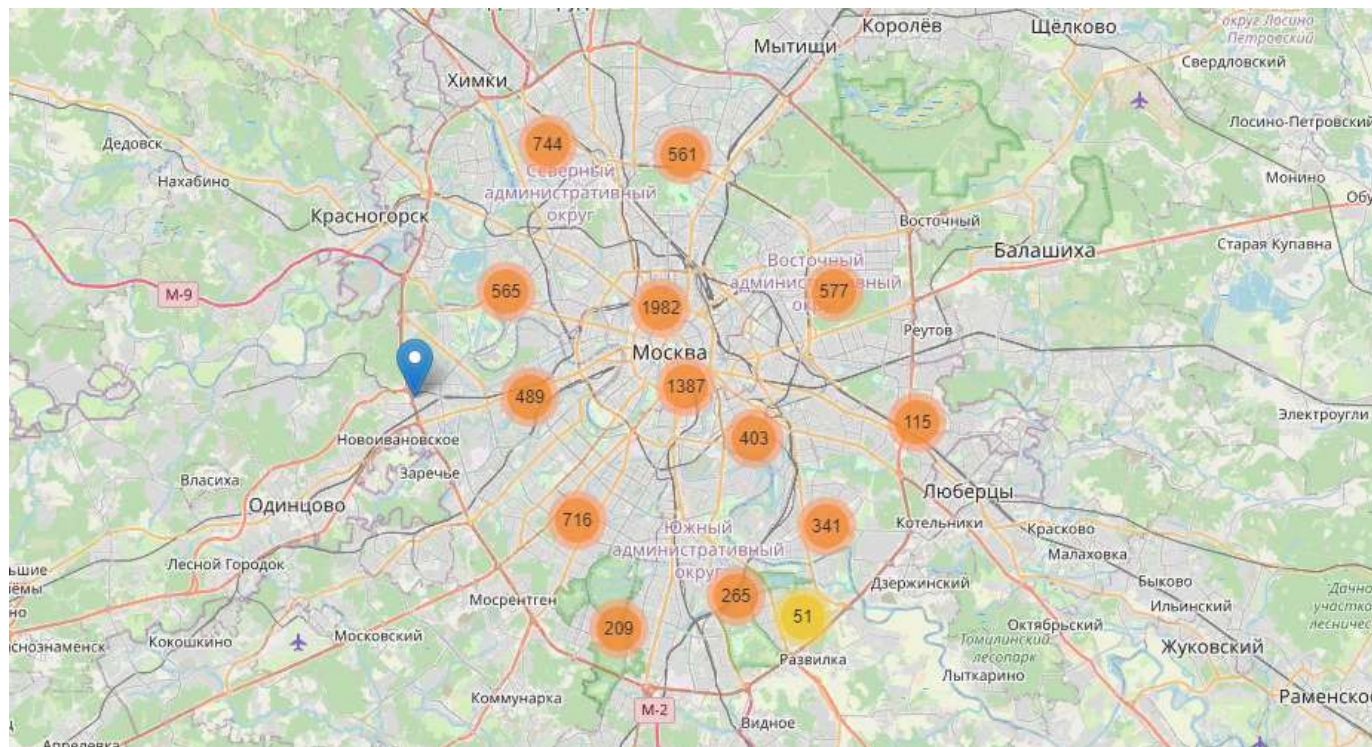 Королёв
Щёлково
округ Лосино
Петровский
Мытищи
Свердловский
Химки
Лосино-Петровский
Дедовск
744
561
Нахабино
Монино
Северный
административный
округ
Красногорск
Восточный
Балашиха
Старая Купавна
Восточный
административный
округ
М-9
565
577
1982
Реутов
Москва
489
1387
115
Электроугли
403
Новоивановское
Заречье
Власиха
Одинцово
Люберцы
716
341
Котельники
Красково
Южный
административный
округ
Малаховка
Лесной Городок
Дзержинский
Быково
Мосрентген
265
51
Ильинский
209
Октябрьский
Московский
Кокошкино
Томилинский
лесопарк
Жуковский
Развилка
Лыткарино
Коммунарка
М-2
Видное